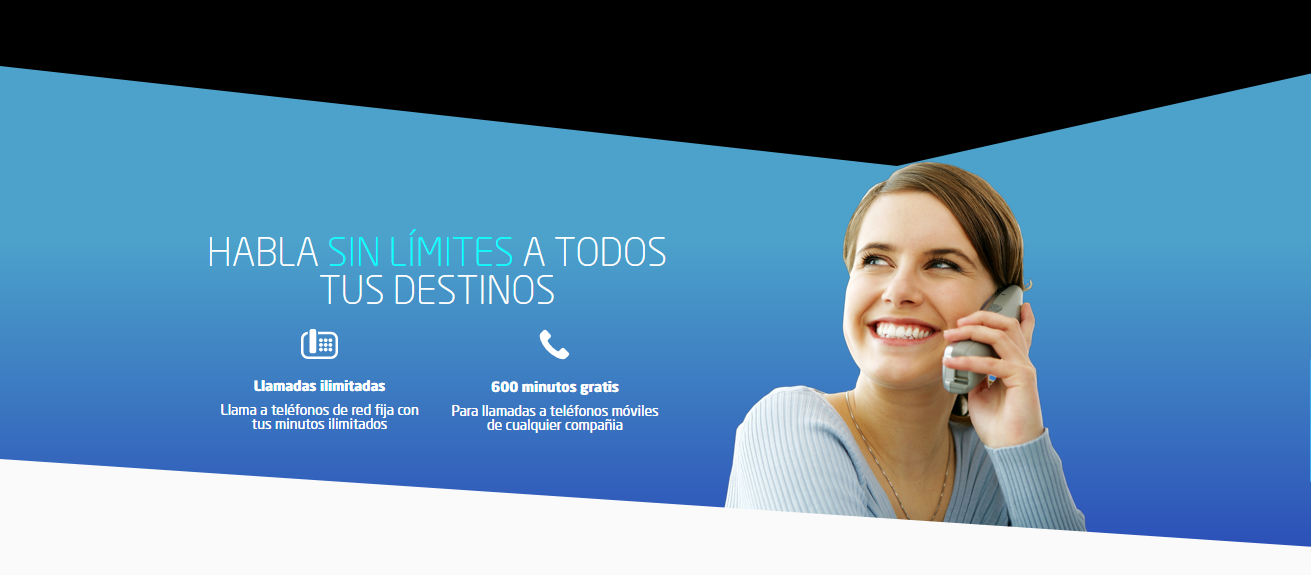 HABLA SIN LÍMITES A TODOS
TUS DESTINOS
Llamadas ilimitadas
Llama a teléfonos de red fija con
tus minutos ilimitados
600 minutos gratis
Para llamadas a teléfonos móviles
de cualquier compañia